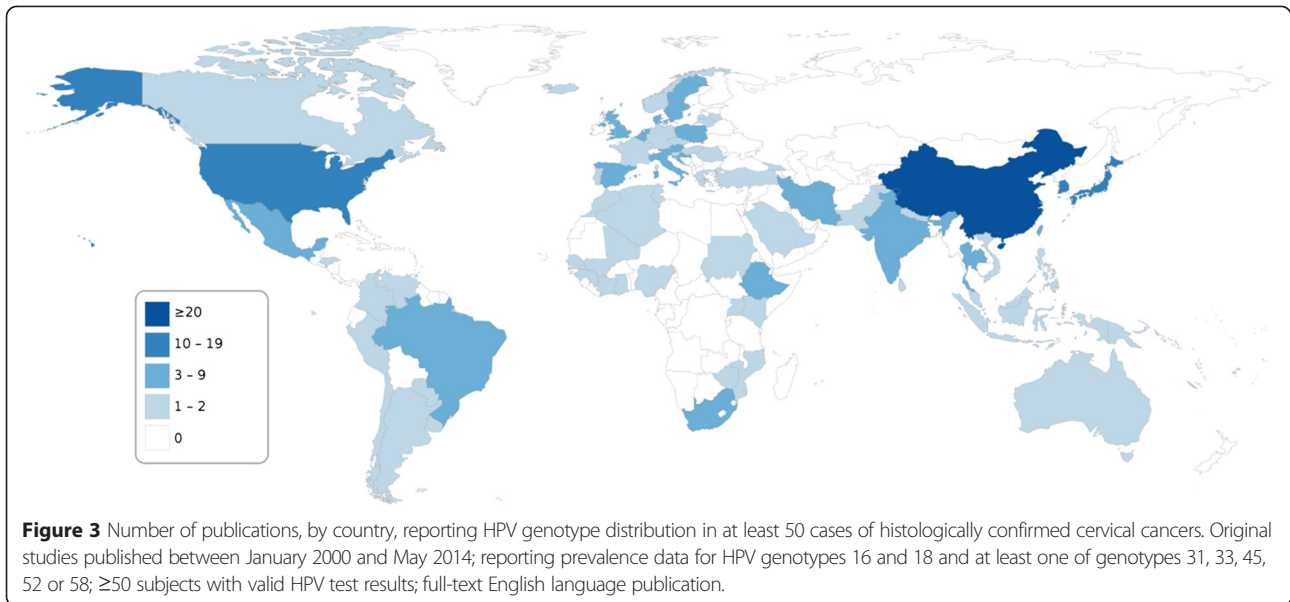 ≥20
10 – 19
3 – 9
1 – 2
0
Figure 3 Number of publications, by country, reporting HPV genotype distribution in at least 50 cases of histologically confirmed cervical cancers. Original
studies published between January 2000 and May 2014; reporting prevalence data for HPV genotypes 16 and 18 and at least one of genotypes 31, 33, 45,
52 or 58; ≥50 subjects with valid HPV test results; full-text English language publication.